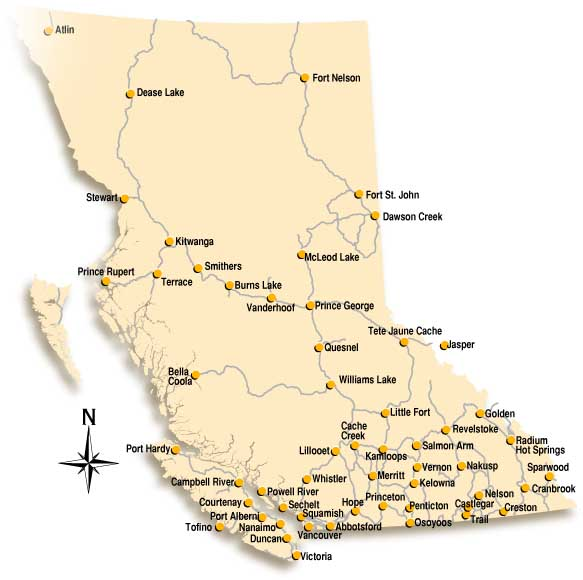 Atlin
Fort Nelson
Dease Lake
Stewart
Fort St. John
Dawson Creek
Kitwanga
McLeod Lake
Prince Rupert
Smithers
Terrace
Burns Lake
Vanderhoof
Prince George
Tete Jaune Cache
Jasper
Quesnel
Bella
Coola
Williams Lake
N
Little Fort
Golden
Cache
Creek
Revelstoke
Radium
Hot Springs
Port Hardy
Lillooet
Kamloops
Salmon Arm
Sparwood
Vernon
Nakusp
Merritt
Whistler
Campbell River
Kelowna
Cranbrook
Powell River
Nelson
Courtenay
Sechelt
Hope
Princeton
Penticton
Castlegar
Creston
Port Alberni
Squamish
Trail
Tofino
Nanaimo
Abbotsford
Osoyoos
Vancouver
Duncan
Victoria